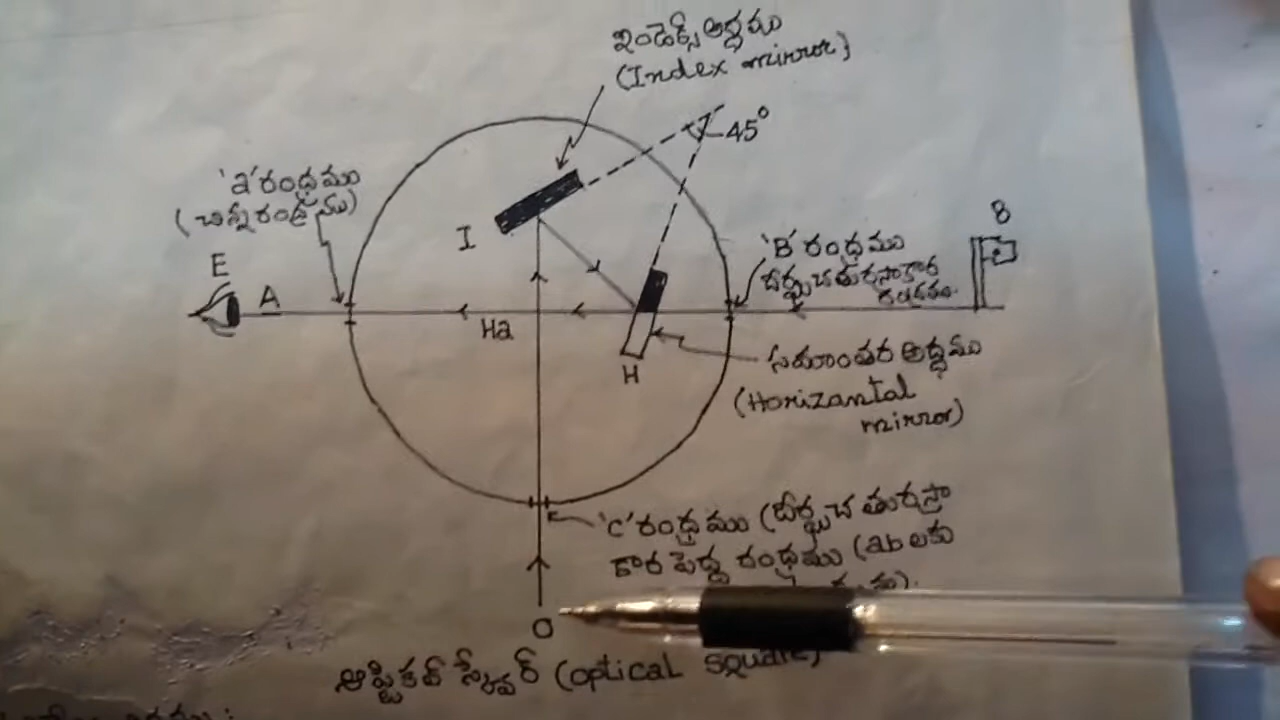 ఇండెక్స్ అద్దము
(Index mirror)
45°
'a' రంధ్రము
(చిన్న రంధ్రము)
I
E
A
B
'B' రంధ్రము
దీర్ఘచతురస్రాకార
రంధ్రము.
Ha
H
సమాంతర అద్దము
(Horizantal
mirror)
'c' రంధ్రము (దీర్ఘచతురస్రా
కార పెద్ద రంధ్రము (ab లకు
O
ఆప్టికల్ స్క్వేర్ (optical square)